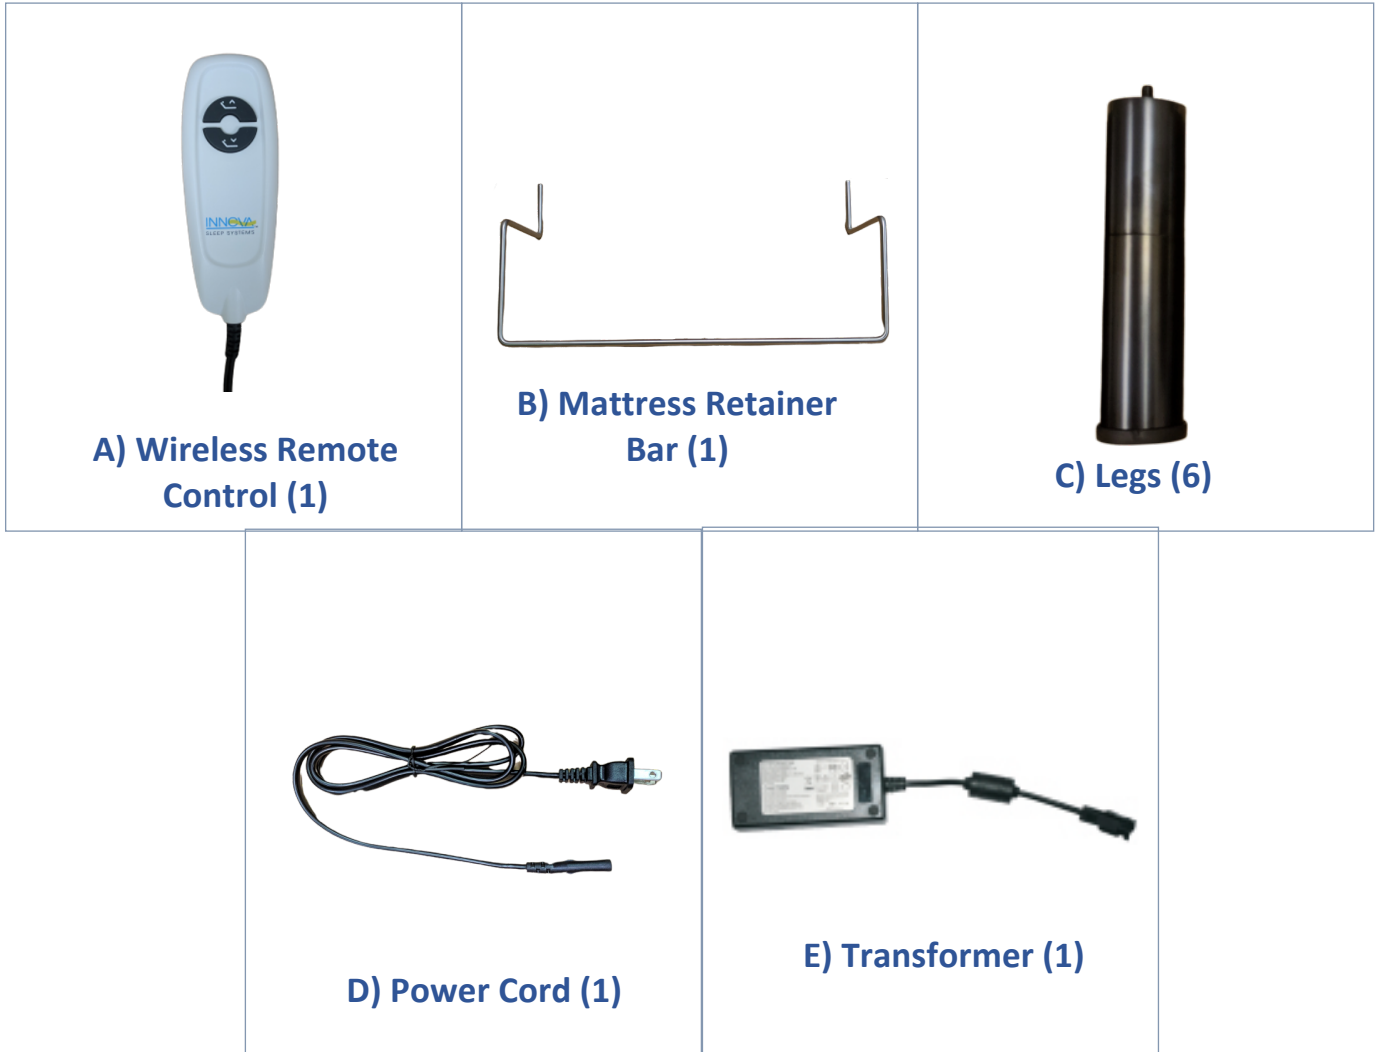 INNOVA
SLEEP SYSTEMS
A) Wireless Remote
Control (1)
B) Mattress Retainer
Bar (1)
C) Legs (6)
D) Power Cord (1)
E) Transformer (1)